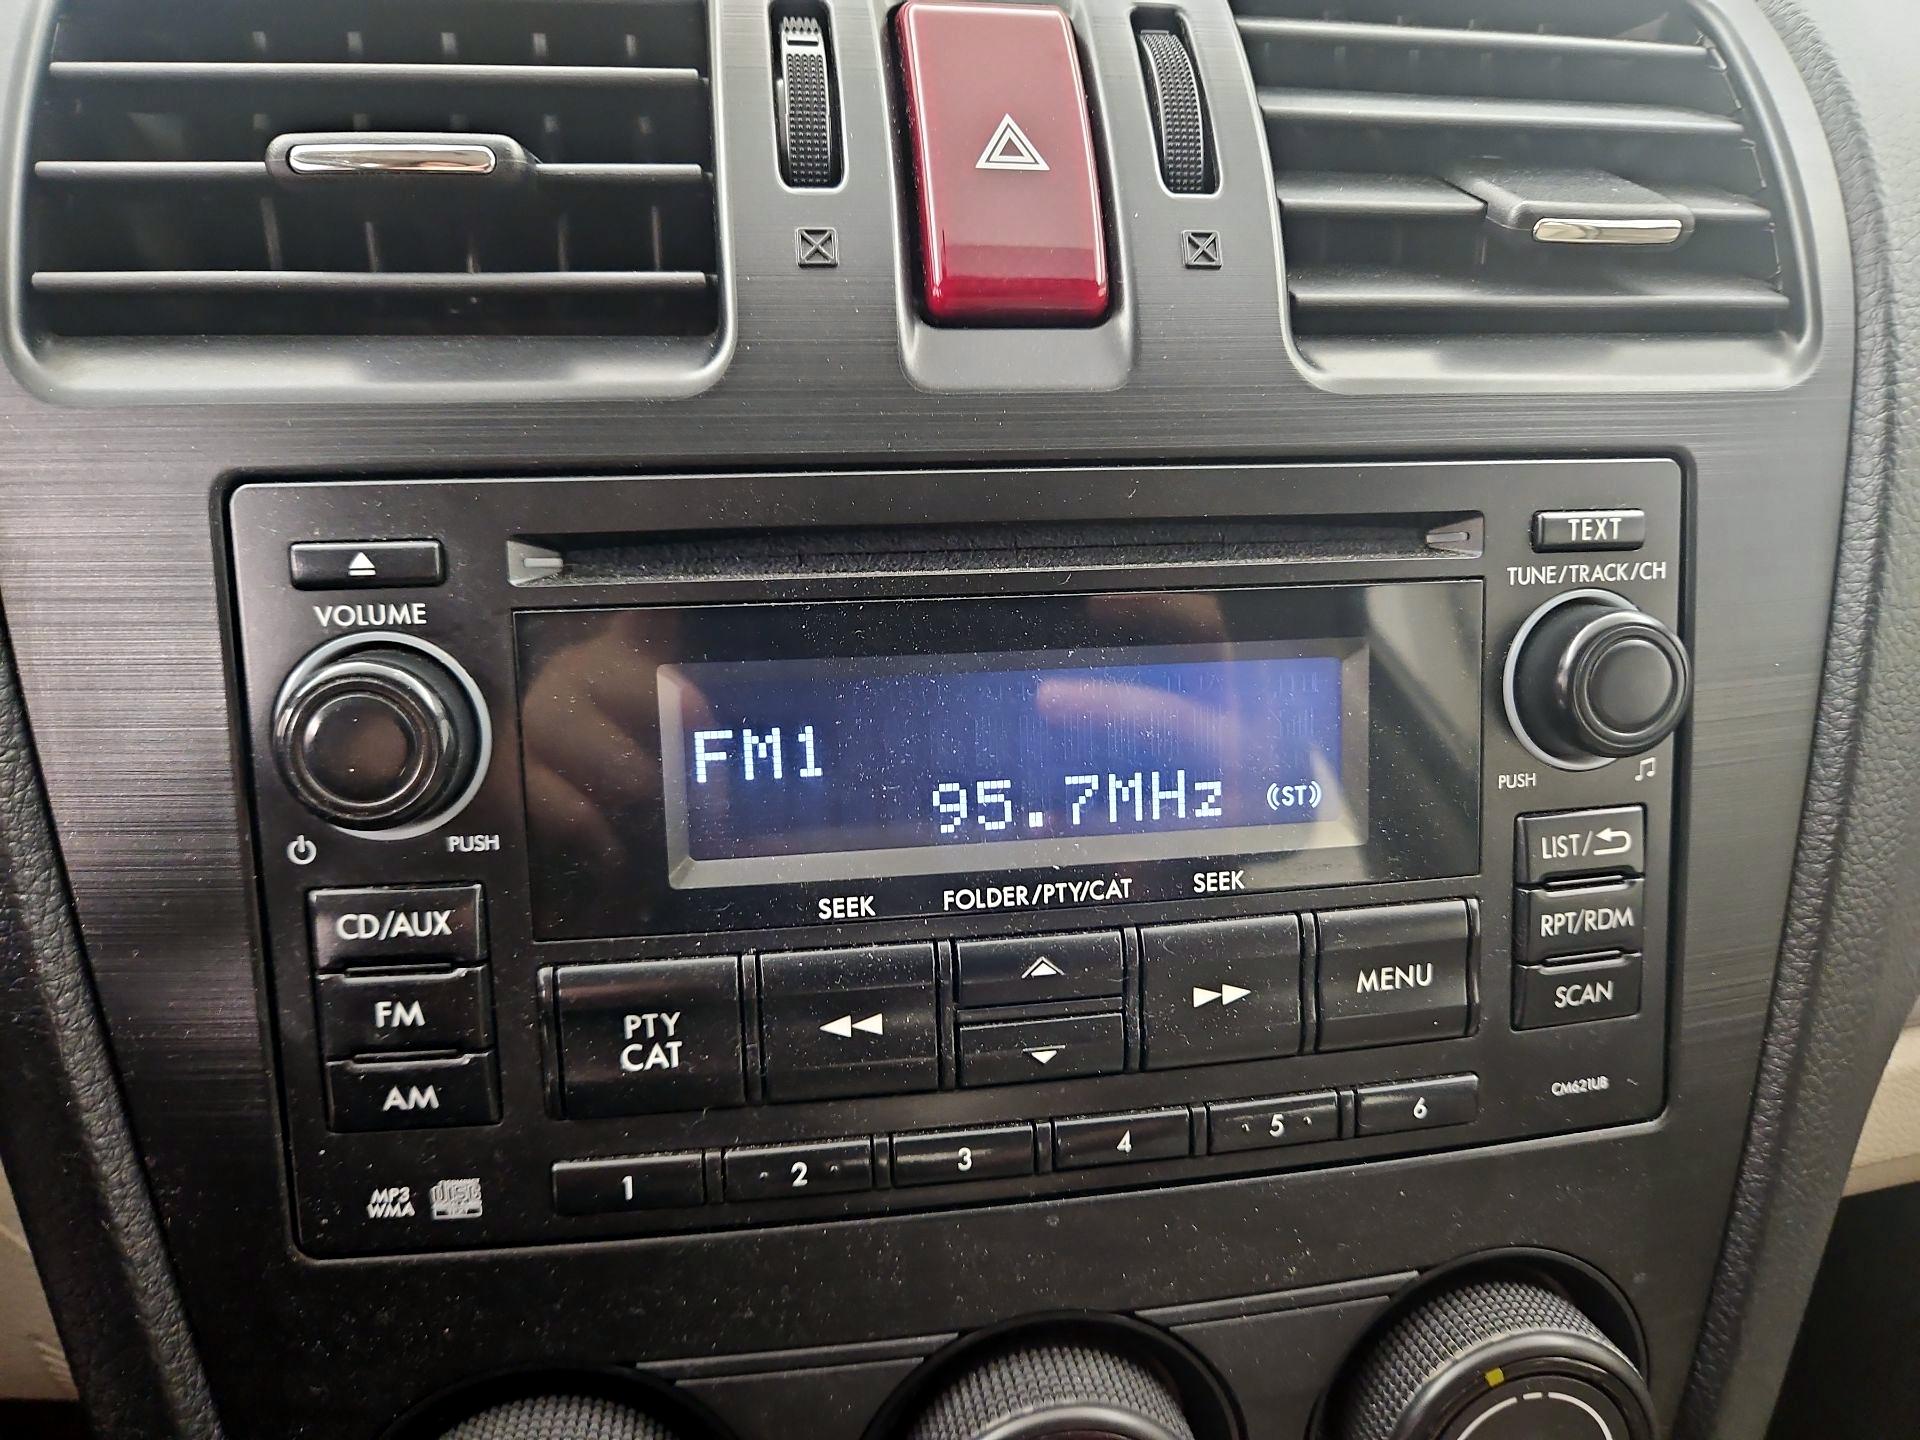 TEXT
VOLUME
TUNE/TRACK/CH
FM1
95.7MHz (ST)
PUSH
PUSH
SEEK
FOLDER/PTY/CAT
SEEK
CD/AUX
FM
AM
PTY
CAT
MENU
LIST/
RPT/RDM
SCAN
CM621UB
1
2
3
4
5
6
MP3
WMA
disc